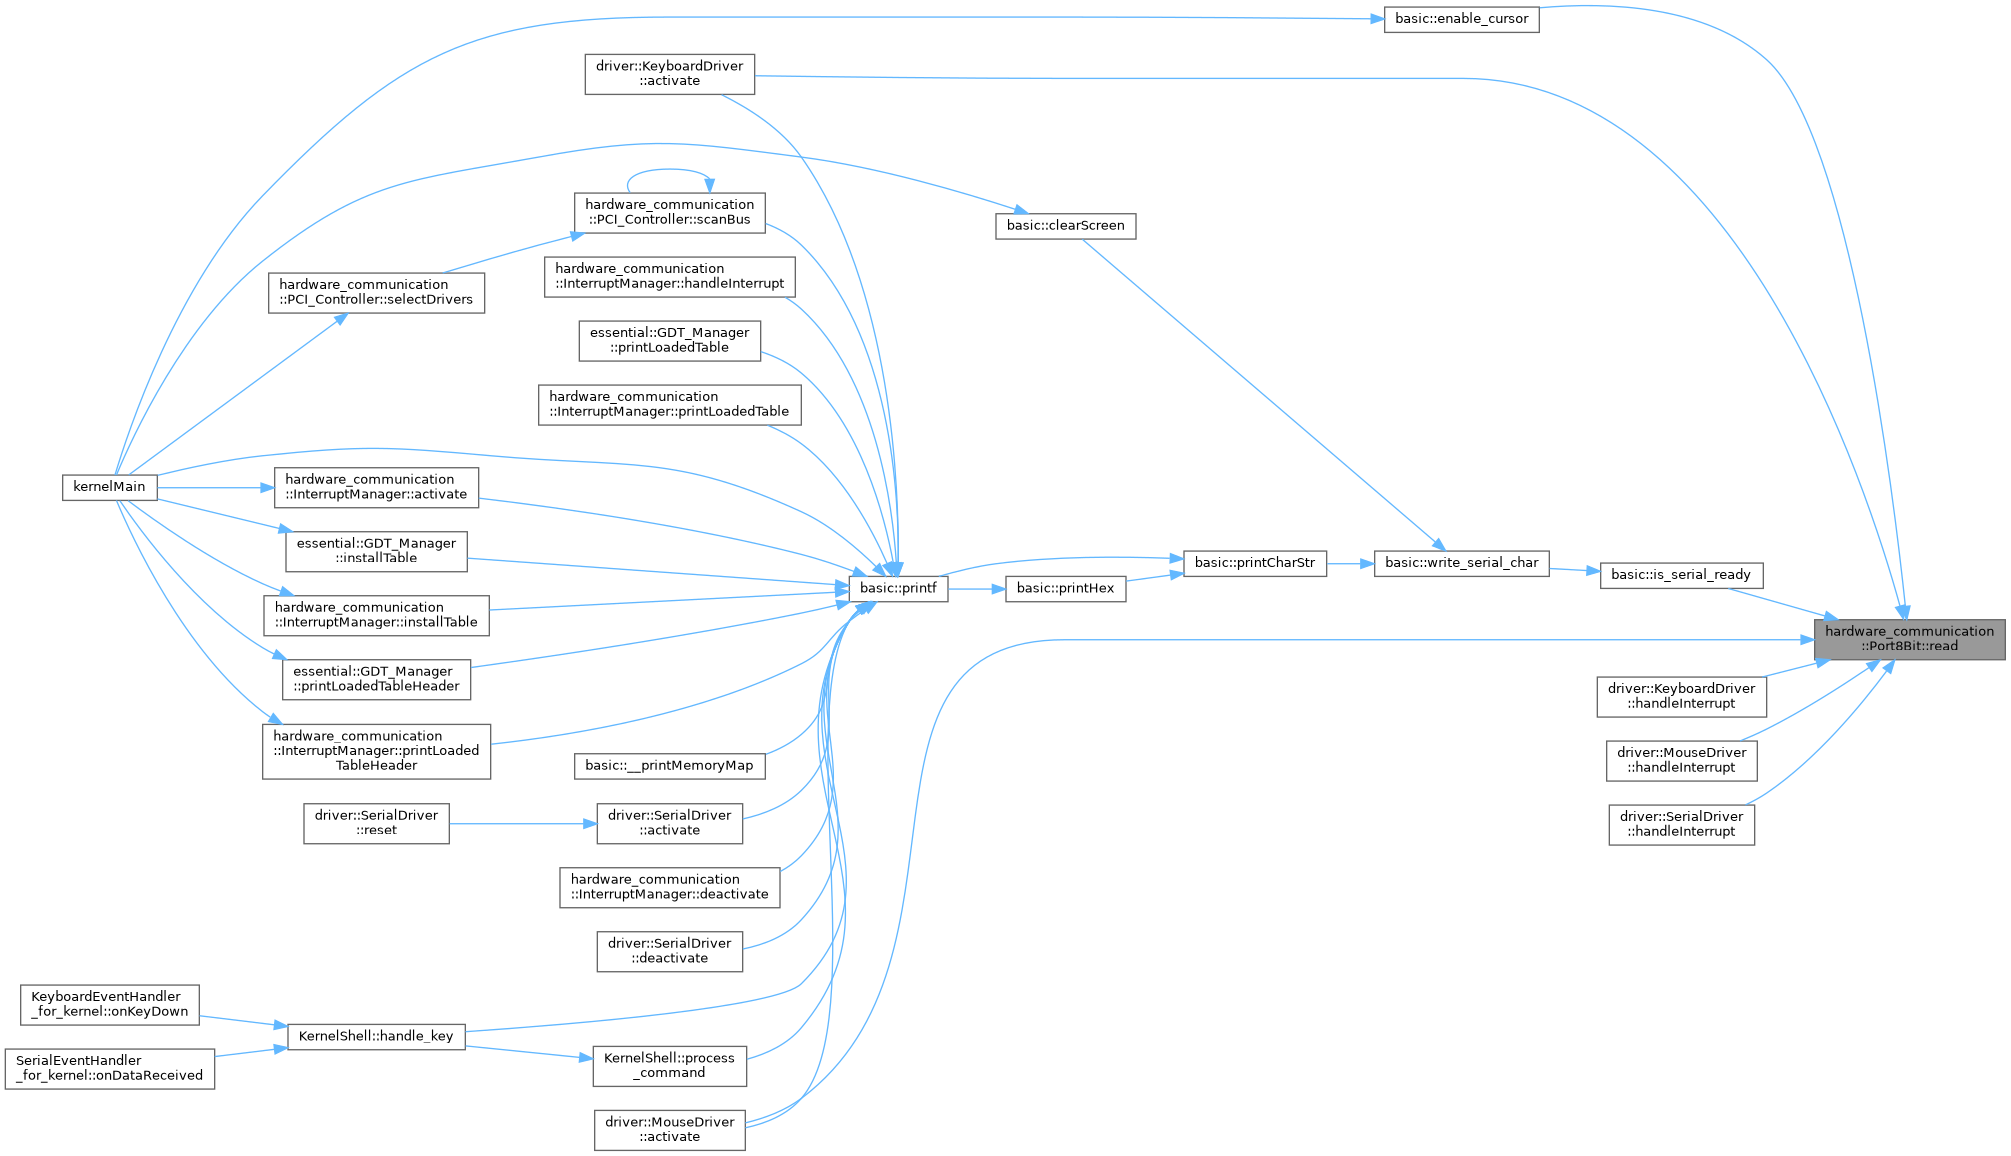 basic::enable_cursor
driver::KeyboardDriver
::activate
hardware_communication
::PCI_Controller::scanBus
basic::clearScreen
hardware_communication
::InterruptManager::handleInterrupt
hardware_communication
::PCI_Controller::selectDrivers
essential::GDT_Manager
::printLoadedTable
hardware_communication
::InterruptManager::printLoadedTable
kernelMain
hardware_communication
::InterruptManager::activate
essential::GDT_Manager
::installTable
basic::printCharStr
basic::write_serial_char
basic::is_serial_ready
basic::printf
basic::printHex
hardware_communication
::InterruptManager::installTable
hardware_communication
::Port8Bit::read
essential::GDT_Manager
::printLoadedTableHeader
driver::KeyboardDriver
::handleInterrupt
hardware_communication
::InterruptManager::printLoaded
TableHeader
driver::MouseDriver
::handleInterrupt
basic::__printMemoryMap
driver::SerialDriver
::reset
driver::SerialDriver
::activate
driver::SerialDriver
::handleInterrupt
hardware_communication
::InterruptManager::deactivate
driver::SerialDriver
::deactivate
KeyboardEventHandler
_for_kernel::onKeyDown
KernelShell::handle_key
SerialEventHandler
_for_kernel::onDataReceived
KernelShell::process
_command
driver::MouseDriver
::activate